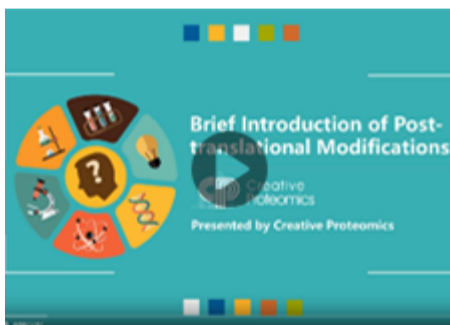 Brief Introduction of Post-
translational Modifications
Creative
Proteomics
Presented by Creative Proteomics